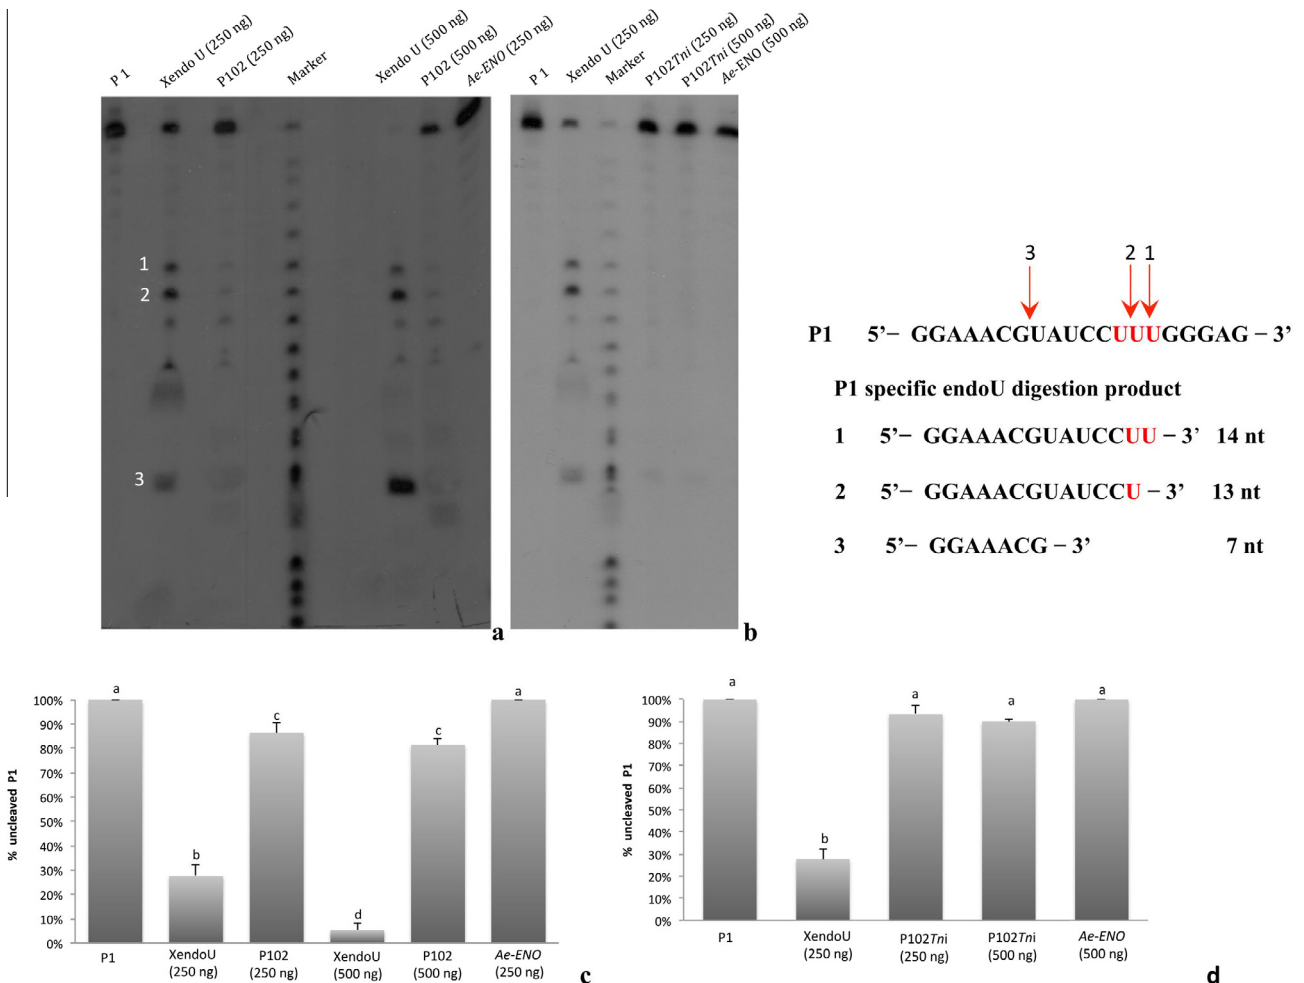 P 1
Xendo U (250 ng)
P102 (250 ng)
Marker
Xendo U (500 ng)
P102 (500 ng)
Ae-ENO (250 ng)
1
2
3
a
P 1
Xendo U (250 ng)
Marker
P102Tni (250 ng)
P102Tni (500 ng)
Ae-ENO (500 ng)
b
3 2 1
P1 5’– GGAAACGUAUCCUUUGGGAG – 3’
P1 specific endoU digestion product
1 5’– GGAAACGUAUCCUU – 3’ 14 nt
2 5’– GGAAACGUAUCCU – 3’ 13 nt
3 5’– GGAAACG – 3’ 7 nt
% uncleaved P1
100%
90%
80%
70%
60%
50%
40%
30%
20%
10%
0%
a b c d c a
P1
XendoU (250 ng)
P102 (250 ng)
XendoU (500 ng)
P102 (500 ng)
Ae-ENO (250 ng)
c
% uncleaved P1
100%
90%
80%
70%
60%
50%
40%
30%
20%
10%
0%
a b a a a
P1
XendoU (250 ng)
P102Tni (250 ng)
P102Tni (500 ng)
Ae-ENO (500 ng)
d